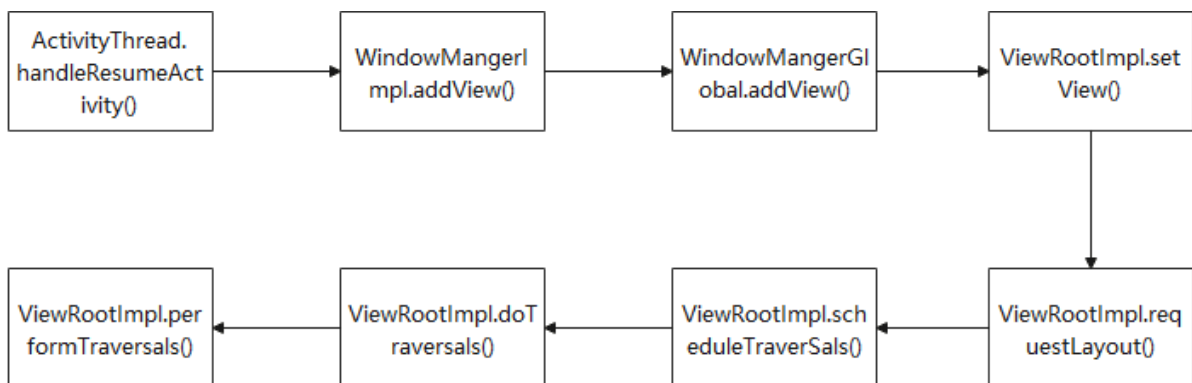 ActivityThread.
handleResumeAct
ivity()
WindowMangerI
mpl.addView()
WindowMangerGl
obal.addView()
ViewRootImpl.set
View()
ViewRootImpl.per
formTraversals()
ViewRootImpl.doT
raversals()
ViewRootImpl.sch
eduleTraverSals()
ViewRootImpl.req
uestLayout()